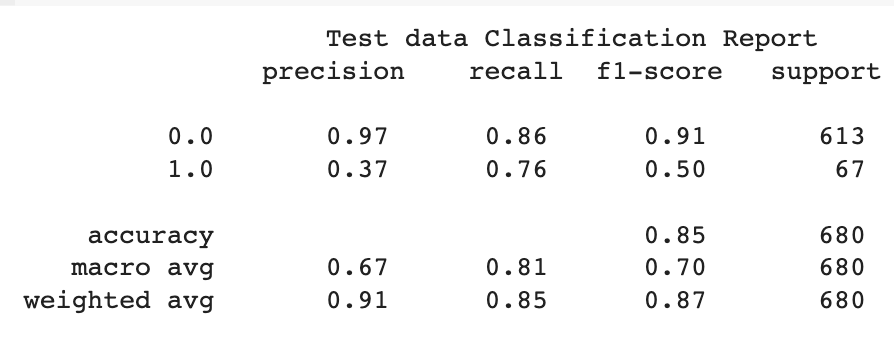 Test data Classification Report
precision recall f1-score support
0.0 0.97 0.86 0.91 613
1.0 0.37 0.76 0.50 67
accuracy 0.85 680
macro avg 0.67 0.81 0.70 680
weighted avg 0.91 0.85 0.87 680